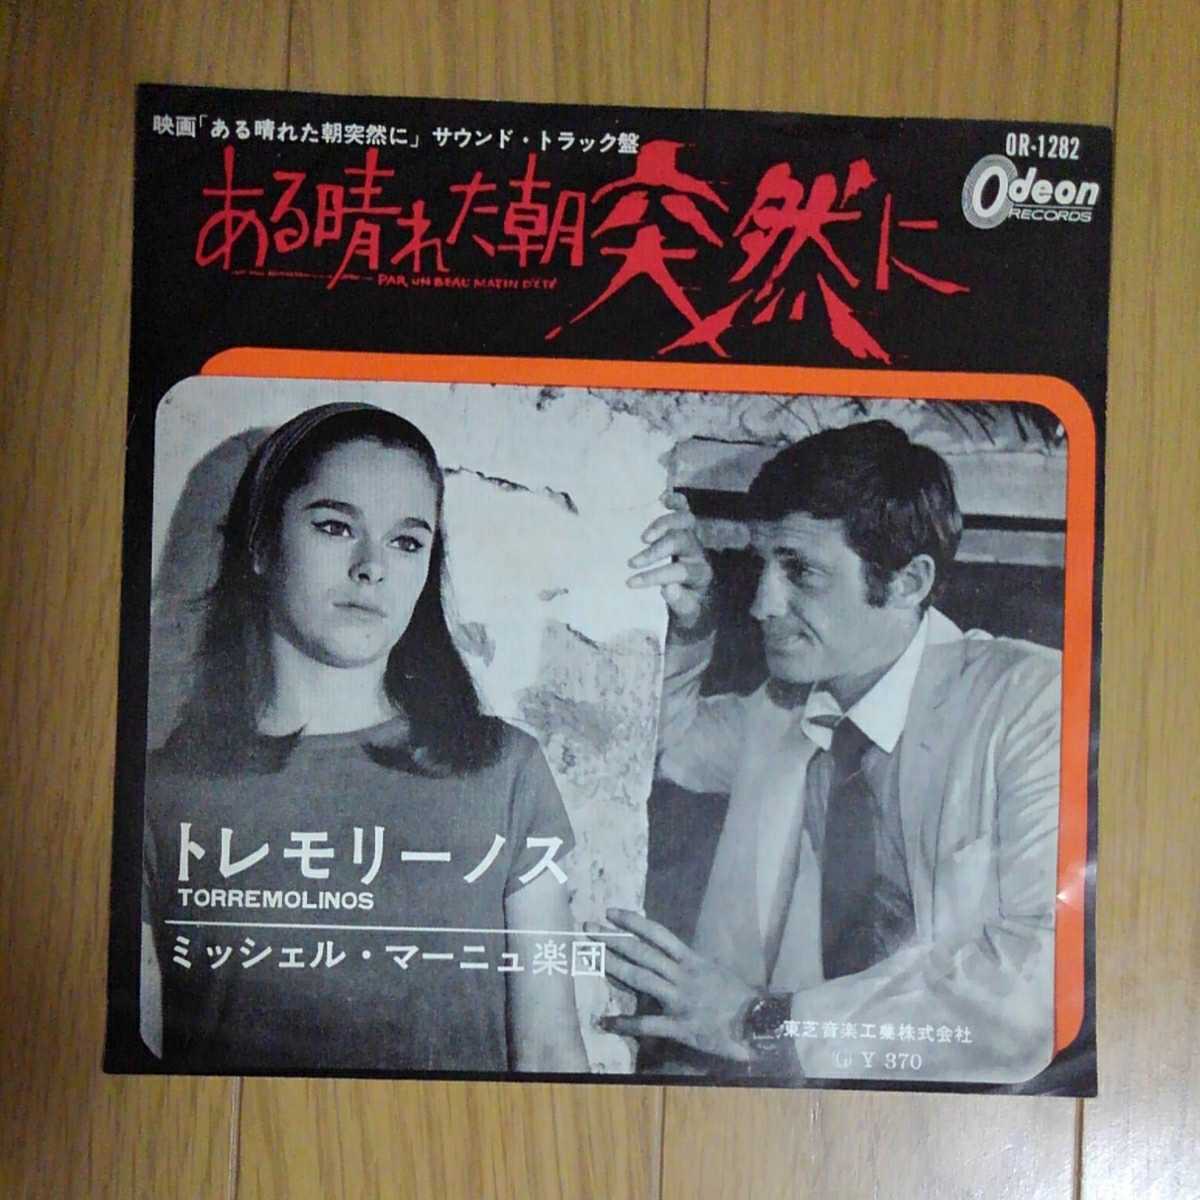 映画「ある晴れた朝突然に」サウンド・トラック盤
OR-1282
Odeon
RECORDS
ある晴れた朝突然に
PAR UN BEAU MATIN D'ÉTÉ
トレモリーノス
TORREMOLINOS
ミッシェル・マーニュ楽団
東芝音楽工業株式会社
¥ 370